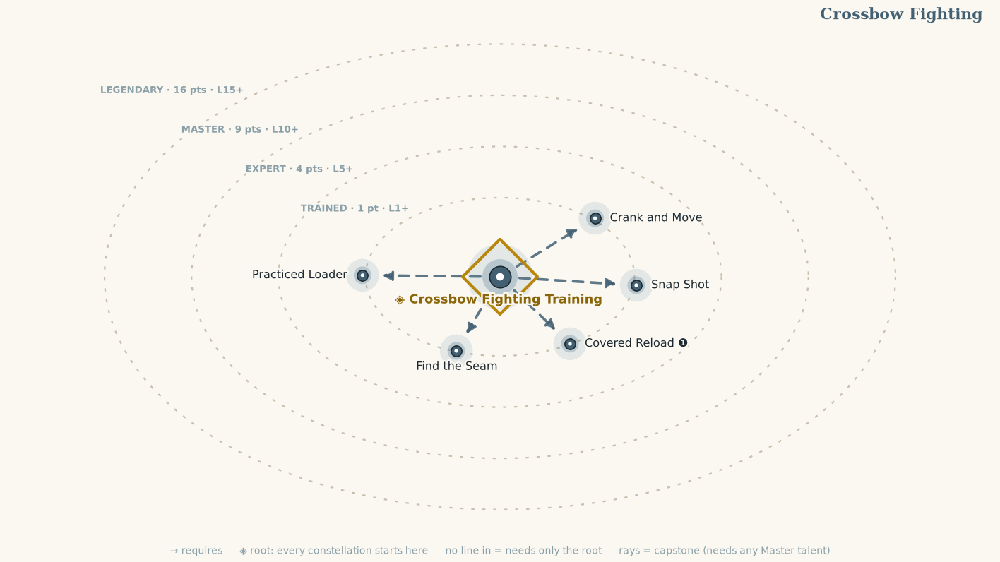 Crossbow Fighting
LEGENDARY · 16 pts · L15+
MASTER · 9 pts · L10+
EXPERT · 4 pts · L5+
TRAINED · 1 pt · L1+
Crank and Move
Practiced Loader
Snap Shot
◈ Crossbow Fighting Training
Covered Reload ❶
Find the Seam
⇢ requires ◈ root: every constellation starts here no line in = needs only the root rays = capstone (needs any Master talent)